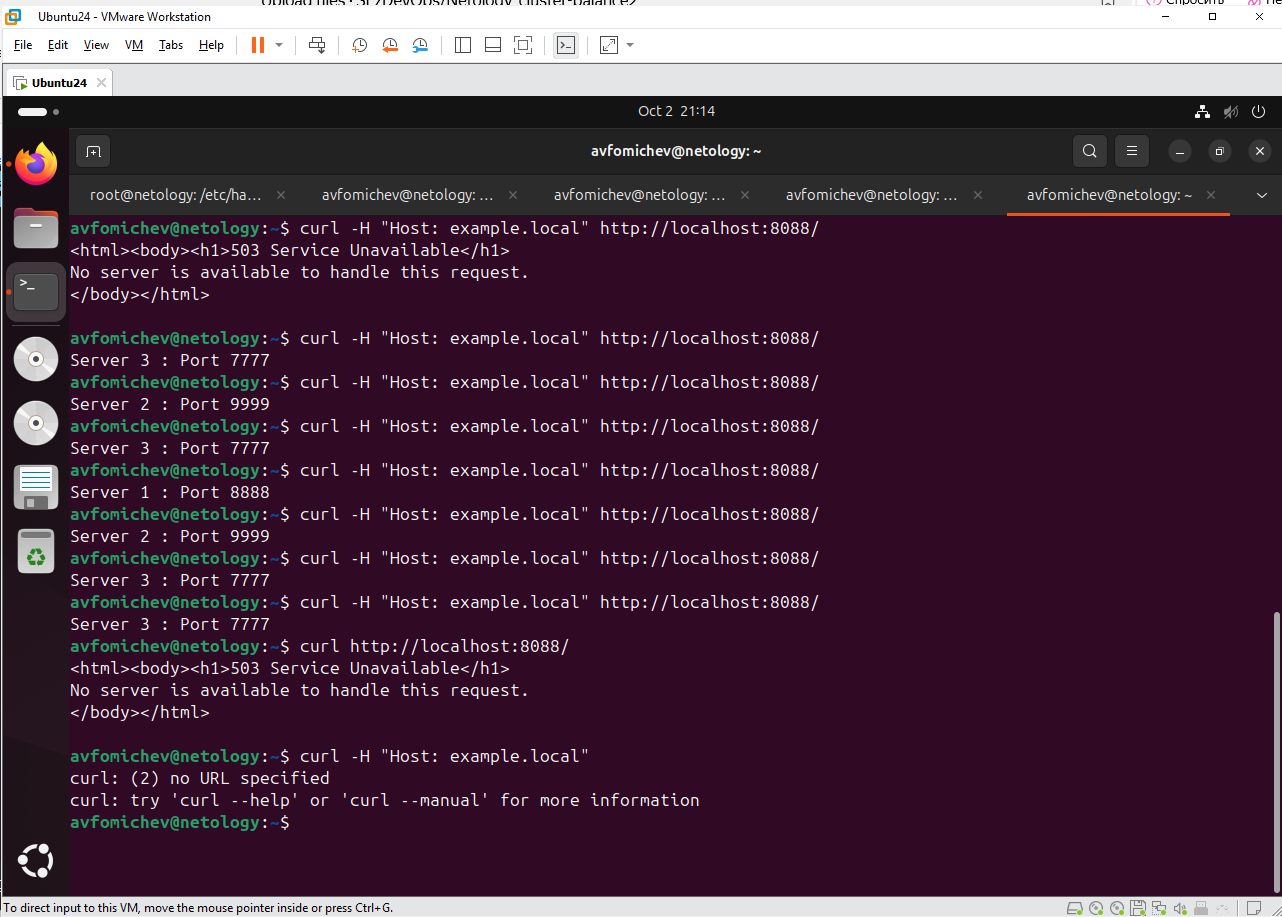 Ubuntu24 - VMware Workstation
File Edit View VM Tabs Help
Ubuntu24
Oct 2 21:14
avfomichev@netology: ~
root@netology: /etc/ha... avfomichev@netology: ... avfomichev@netology: ... avfomichev@netology: ... avfomichev@netology: ~
avfomichev@netology:~$ curl -H "Host: example.com" http://localhost:8088/
<html><body><h1>503 Service Unavailable</h1>
No server is available to handle this request.
</body></html>
avfomichev@netology:~$ curl -H "Host: example.local" http://localhost:8088/
Server 3 : Port 7777
avfomichev@netology:~$ curl -H "Host: example.local" http://localhost:8088/
Server 2 : Port 9999
avfomichev@netology:~$ curl -H "Host: example.local" http://localhost:8088/
Server 3 : Port 7777
avfomichev@netology:~$ curl -H "Host: example.local" http://localhost:8088/
Server 1 : Port 8888
avfomichev@netology:~$ curl -H "Host: example.local" http://localhost:8088/
Server 2 : Port 9999
avfomichev@netology:~$ curl -H "Host: example.local" http://localhost:8088/
Server 3 : Port 7777
avfomichev@netology:~$ curl -H "Host: example.local" http://localhost:8088/
Server 3 : Port 7777
avfomichev@netology:~$ curl http://localhost:8088/
<html><body><h1>503 Service Unavailable</h1>
No server is available to handle this request.
</body></html>
avfomichev@netology:~$ curl -H "Host: example.local"
curl: (2) no URL specified
curl: try 'curl --help' or 'curl --manual' for more information
avfomichev@netology:~$
To direct input to this VM, move the mouse pointer inside or press Ctrl+G.